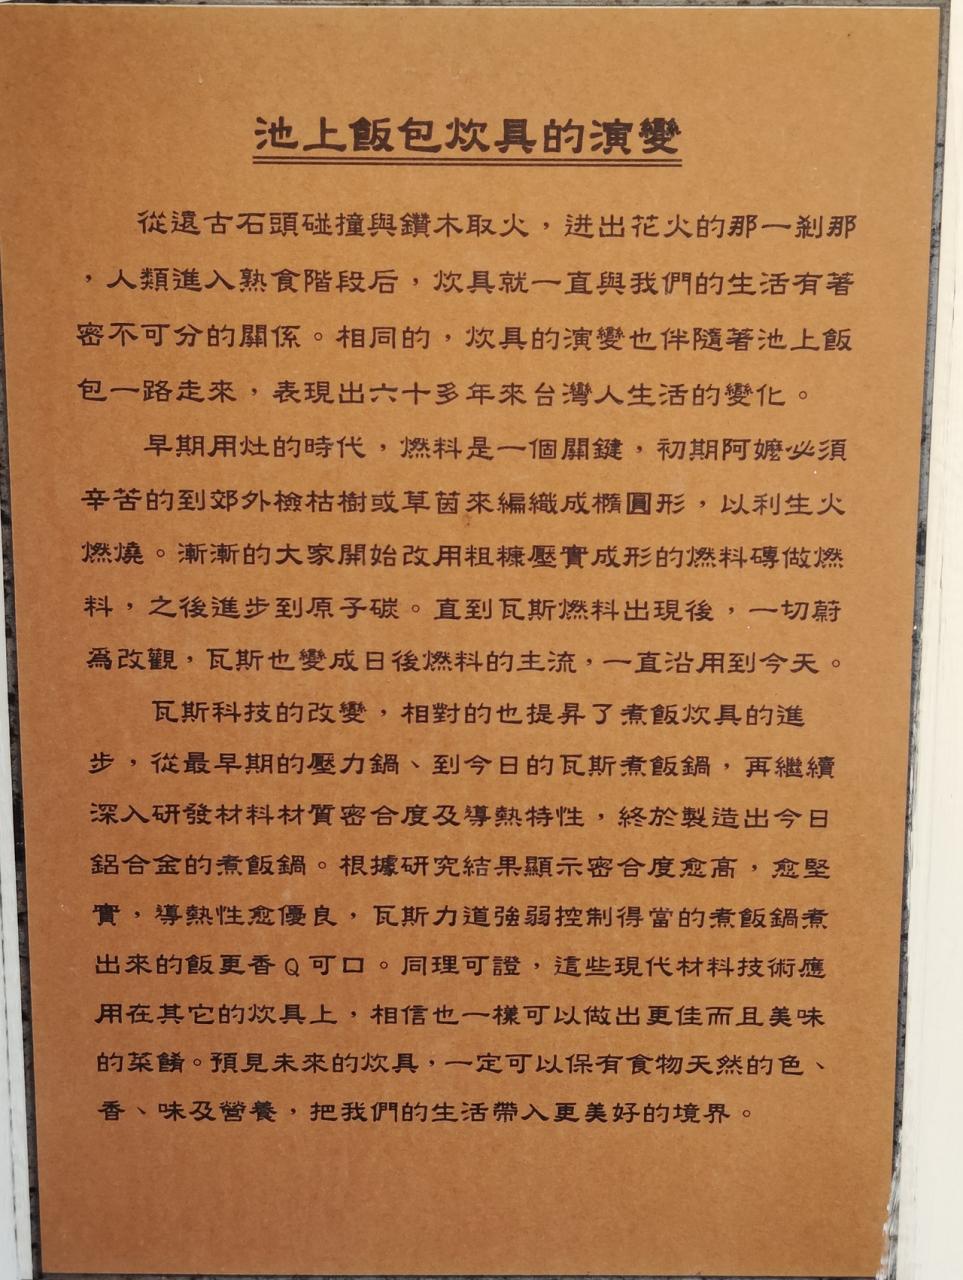 池上飯包炊具的演變
從遠古石頭碰撞與鑽木取火，迸出花火的那一剎那
，人類進入熟食階段后，炊具就一直與我們的生活有著
密不可分的關係。相同的，炊具的演變也伴隨著池上飯
包一路走來，表現出六十多年來台灣人生活的變化。
早期用灶的時代，燃料是一個關鍵，初期阿嬤必須
辛苦的到郊外檢枯樹或草茵來編織成橢圓形，以利生火
燃燒。漸漸的大家開始改用粗糠壓實成形的燃料磚做燃
料，之後進步到原子碳。直到瓦斯燃料出現後，一切蔚
為改觀，瓦斯也變成日後燃料的主流，一直沿用到今天。
瓦斯科技的改變，相對的也提昇了煮飯炊具的進
步，從最早期的壓力鍋、到今日的瓦斯煮飯鍋，再繼續
深入研發材料材質密合度及導熱特性，終於製造出今日
鋁合金的煮飯鍋。根據研究結果顯示密合度愈高，愈堅
實，導熱性愈優良，瓦斯力道強弱控制得當的煮飯鍋煮
出來的飯更香Q可口。同理可證，這些現代材料技術應
用在其它的炊具上，相信也一樣可以做出更佳而且美味
的菜餚。預見未來的炊具，一定可以保有食物天然的色、
香、味及營養，把我們的生活帶入更美好的境界。